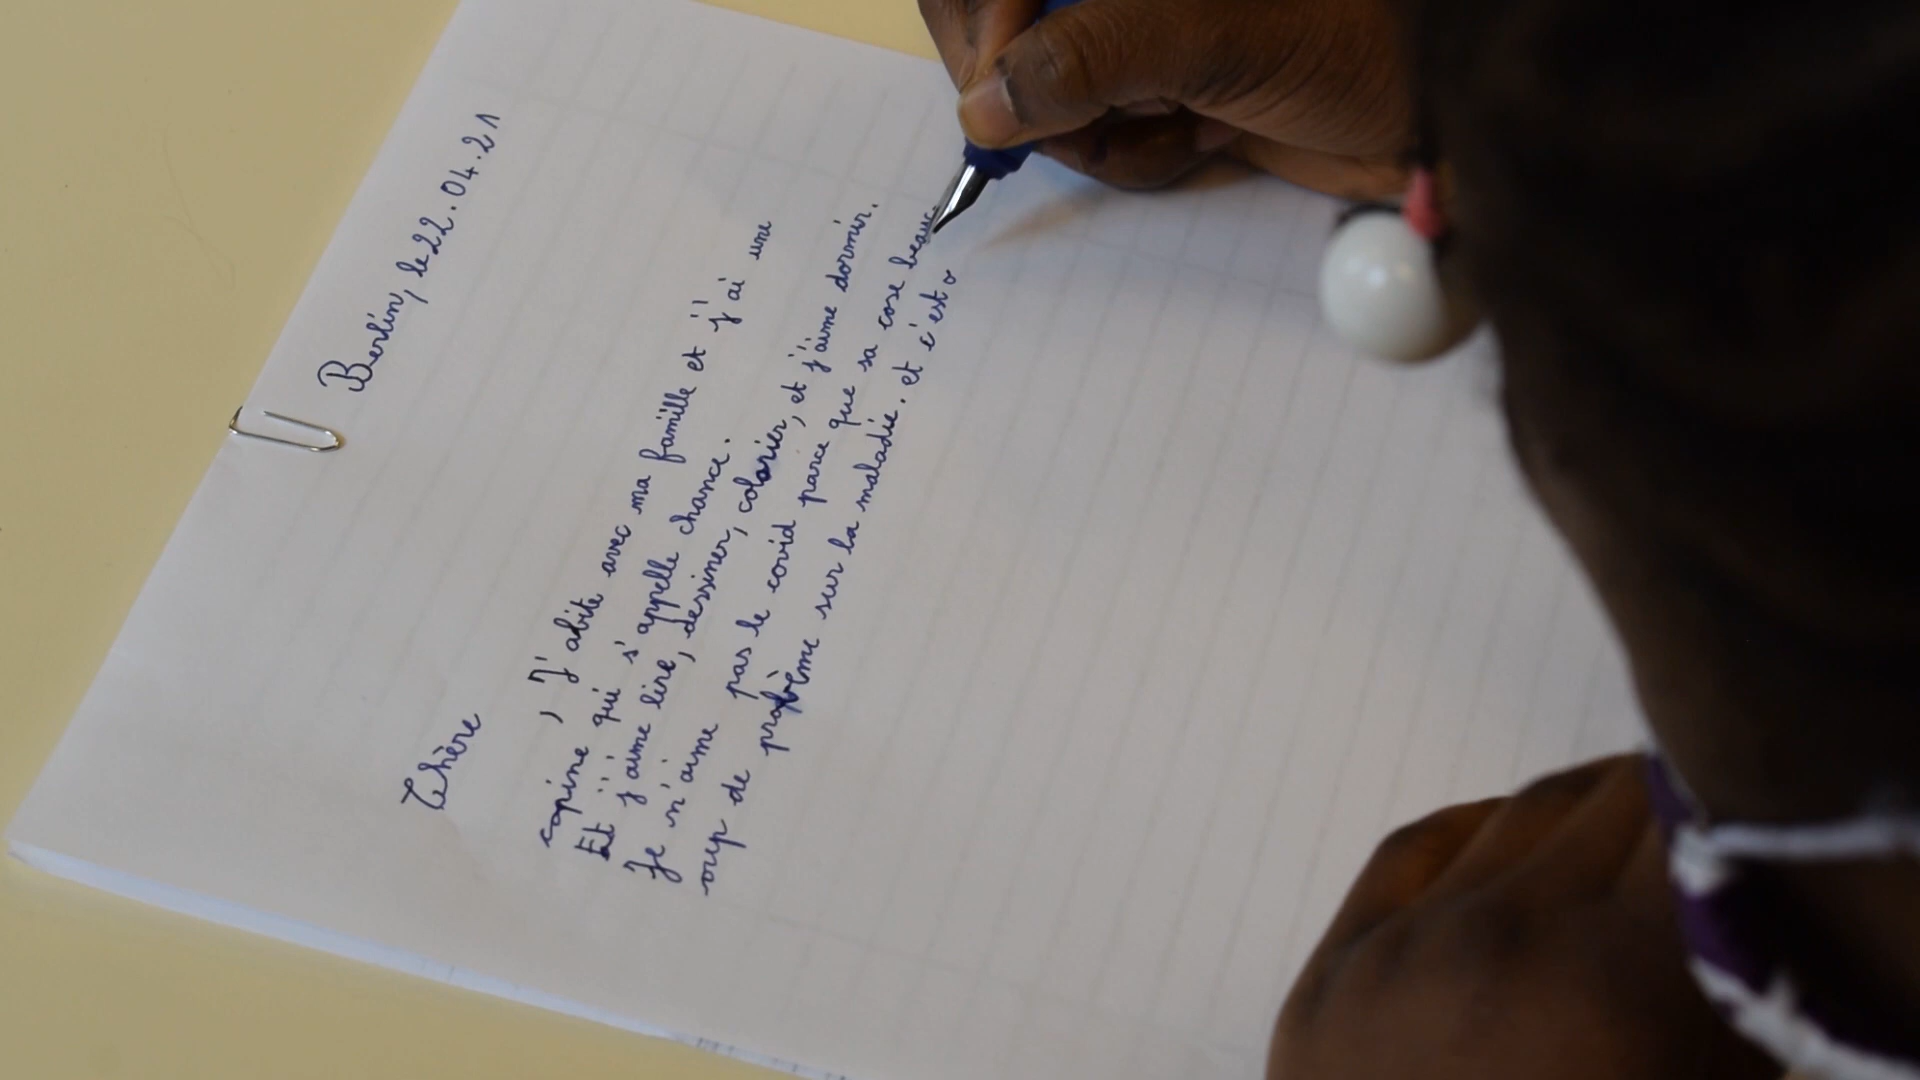 Berlin, le 22.04.21
Chère
, J'abite avec ma famille et j'ai une
copine qui s'appelle chance.
Et j'aime lire, dessiner, colorier, et j'aime dormir.
Je n'aime pas le covid parce que sa cose beauc-
oup de problème sur la maladie. et c'est